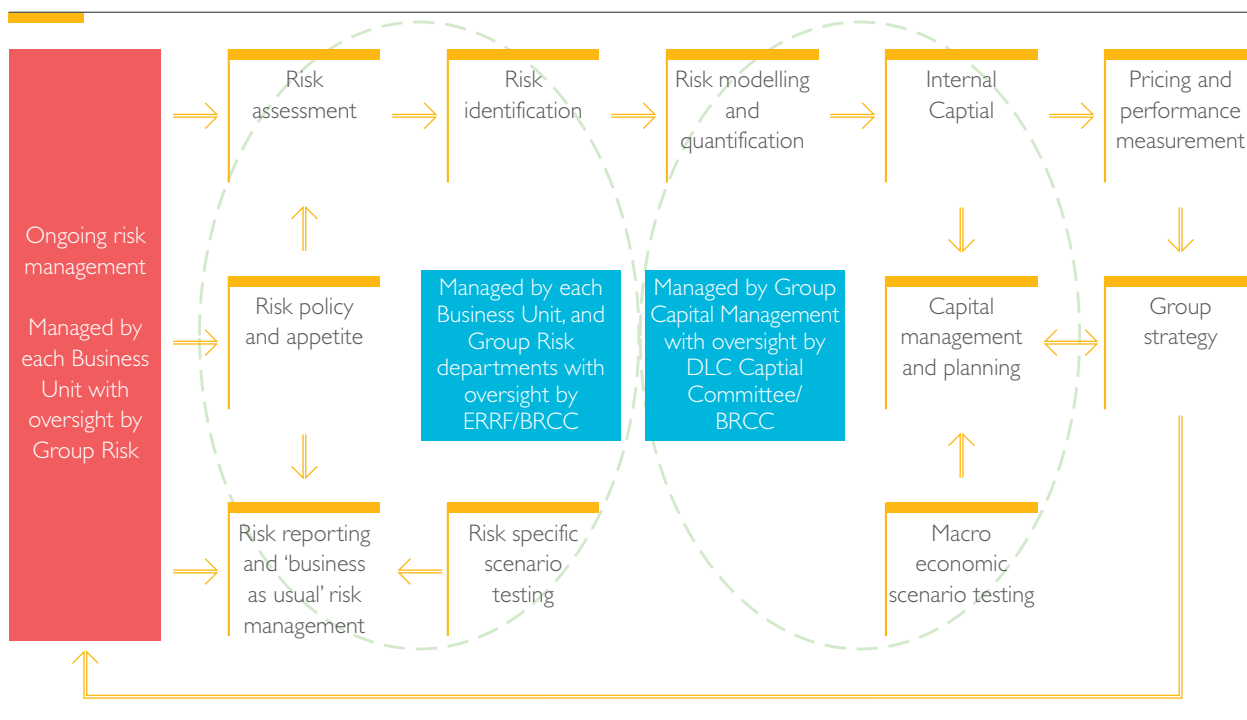 Ongoing risk
management
Managed by
each Business
Unit with
oversight by
Group Risk
Risk
assessment
Risk
identification
Risk modelling
and
quantification
Internal
Captial
Pricing and
performance
measurement
Risk policy
and appetite
Managed by each
Business Unit, and
Group Risk
departments with
oversight by
ERRF/BRCC
Managed by Group
Capital Management
with oversight by
DLC Captial
Committee/
BRCC
Capital
management
and planning
Group
strategy
Risk reporting
and ‘business
as usual’ risk
management
Risk specific
scenario
testing
Macro
economic
scenario testing